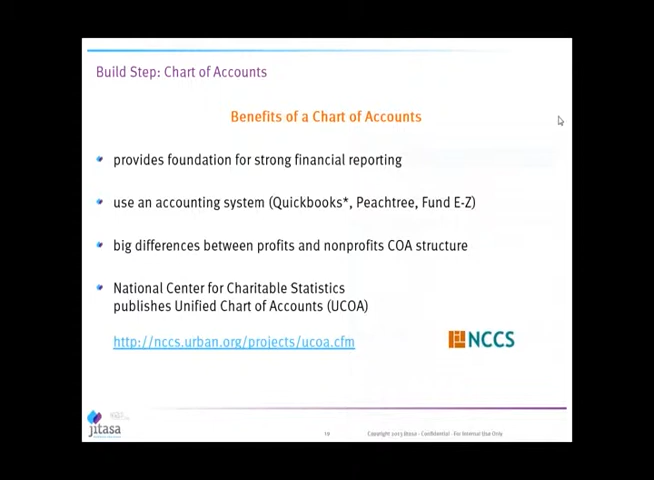 Build Step: Chart of Accounts
Benefits of a Chart of Accounts
provides foundation for strong financial reporting
use an accounting system (Quickbooks*, Peachtree, Fund E-Z)
big differences between profits and nonprofits COA structure
National Center for Charitable Statistics
publishes Unified Chart of Accounts (UCOA)
http://nccs.urban.org/projects/ucoa.cfm
NCCS
jitasa
19
Copyright 2013 Jitasa - Confidential - For Internal Use Only